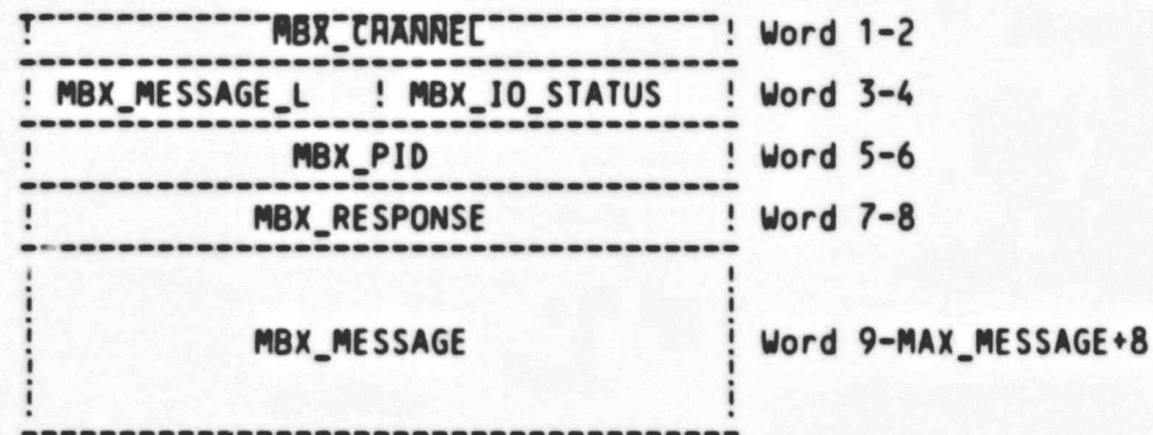 ! MBX_CHANNEL ! Word 1-2
! MBX_MESSAGE_L ! MBX_IO_STATUS ! Word 3-4
! MBX_PID ! Word 5-6
! MBX_RESPONSE ! Word 7-8
MBX_MESSAGE Word 9-MAX_MESSAGE+8